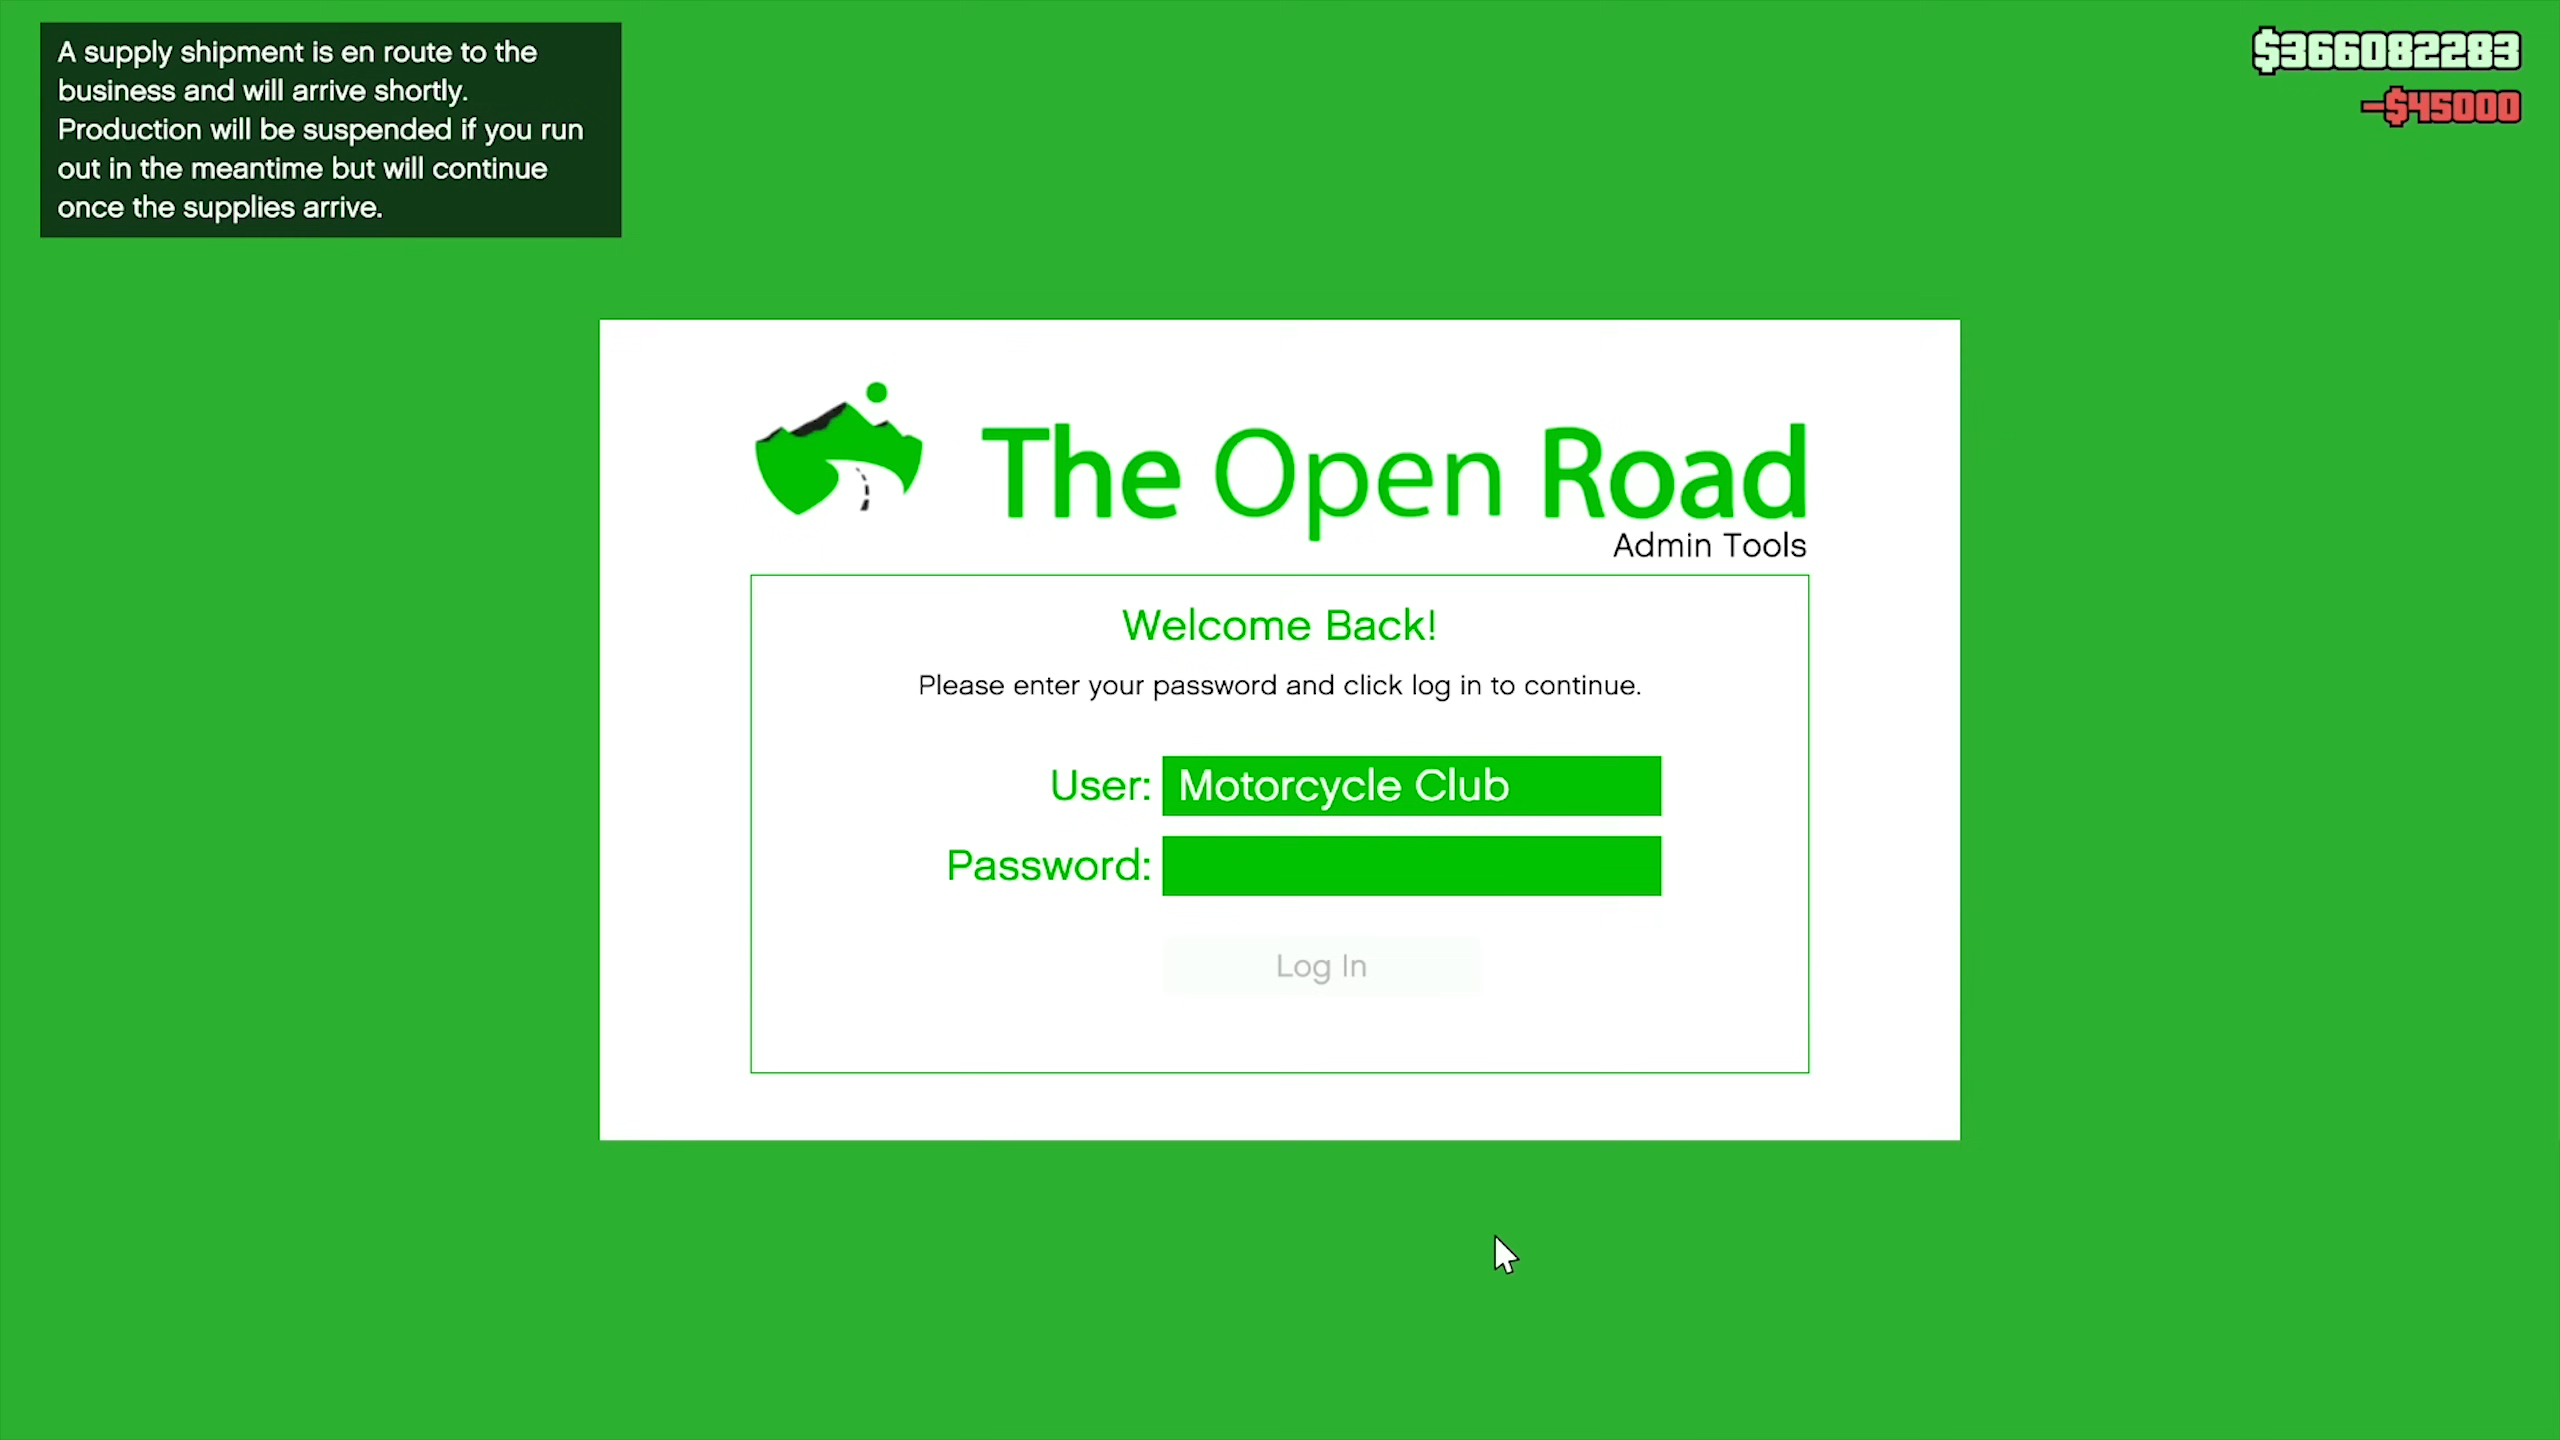 A supply shipment is en route to the
business and will arrive shortly.
Production will be suspended if you run
out in the meantime but will continue
once the supplies arrive.
$366082283
-$45000
The Open Road
Admin Tools
Welcome Back!
Please enter your password and click log in to continue.
User: Motorcycle Club
Password:
Log In